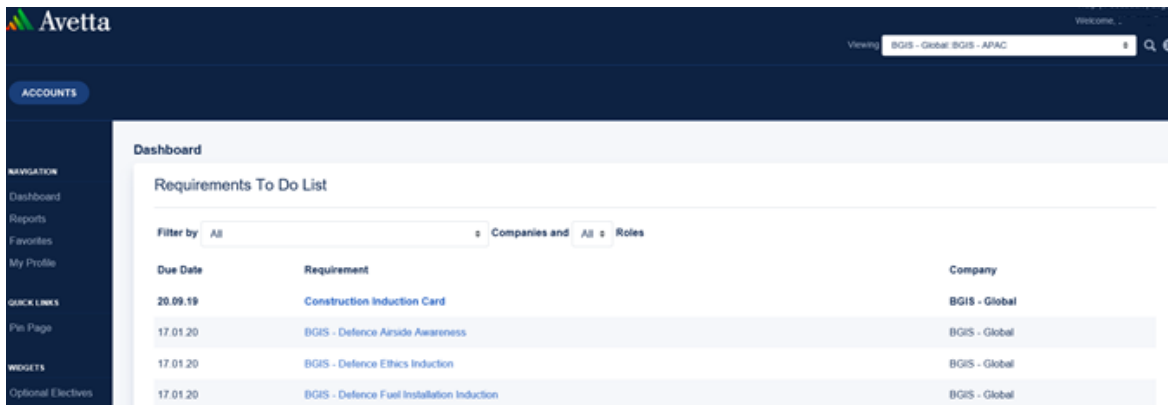 Avetta
Welcome, .
Viewing BGIS - Global: BGIS - APAC
ACCOUNTS
Dashboard
NAVIGATION
Requirements To Do List
Dashboard
Reports
Filter by All Companies and All Roles
Favorites
My Profile
Due Date Requirement Company
QUICK LINKS
20.09.19 Construction Induction Card BGIS - Global
Pin Page
17.01.20 BGIS - Defence Airside Awareness BGIS - Global
WIDGETS
17.01.20 BGIS - Defence Ethics Induction BGIS - Global
Optional Electives
17.01.20 BGIS - Defence Fuel Installation Induction BGIS - Global